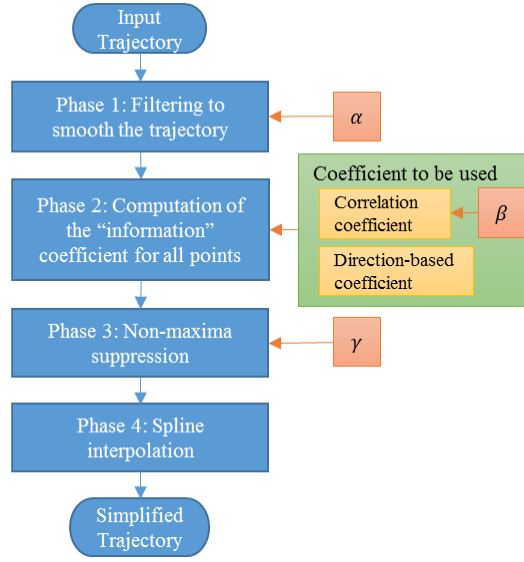 Input
Trajectory
Phase 1: Filtering to
smooth the trajectory
α
Phase 2: Computation of
the “information”
coefficient for all points
Coefficient to be used
Correlation
coefficient
β
Direction-based
coefficient
Phase 3: Non-maxima
suppression
γ
Phase 4: Spline
interpolation
Simplified
Trajectory